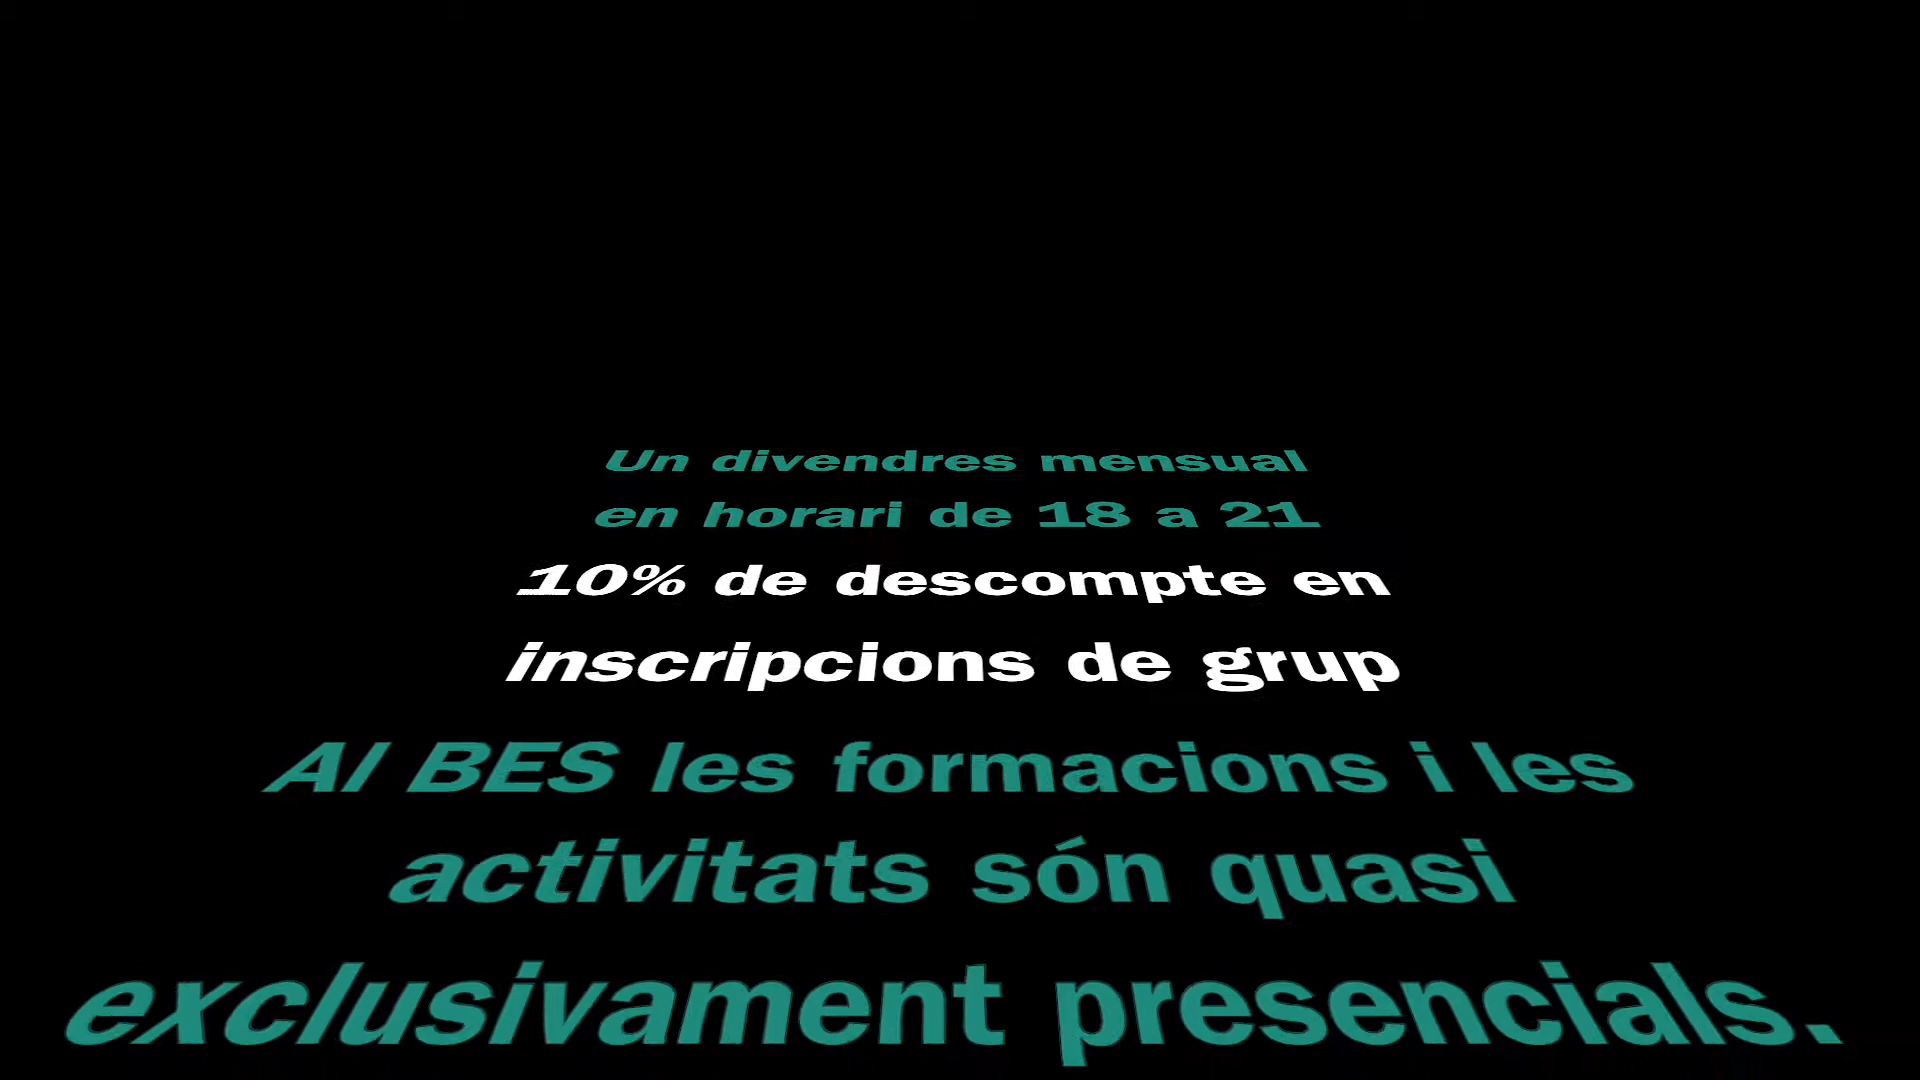 Un divendres mensual
en horari de 18 a 21
10% de descompte en
inscripcions de grup
Al BES les formacions i les
activitats són quasi
exclusivament presencials.